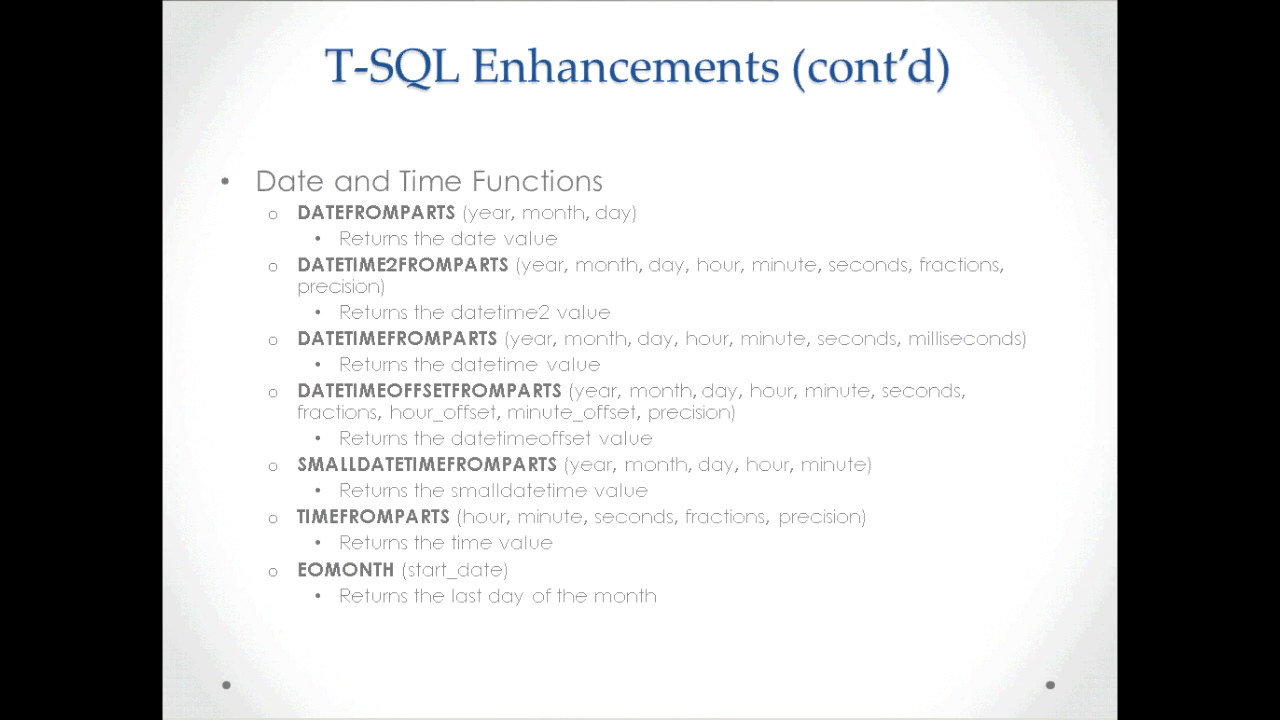 T-SQL Enhancements (cont’d)
• Date and Time Functions
o DATEFROMPARTS (year, month, day)
• Returns the date value
o DATETIME2FROMPARTS (year, month, day, hour, minute, seconds, fractions,
precision)
• Returns the datetime2 value
o DATETIMEFROMPARTS (year, month, day, hour, minute, seconds, milliseconds)
• Returns the datetime value
o DATETIMEOFFSETFROMPARTS (year, month, day, hour, minute, seconds,
fractions, hour_offset, minute_offset, precision)
• Returns the datetimeoffset value
o SMALLDATETIMEFROMPARTS (year, month, day, hour, minute)
• Returns the smalldatetime value
o TIMEFROMPARTS (hour, minute, seconds, fractions, precision)
• Returns the time value
o EOMONTH (start_date)
• Returns the last day of the month